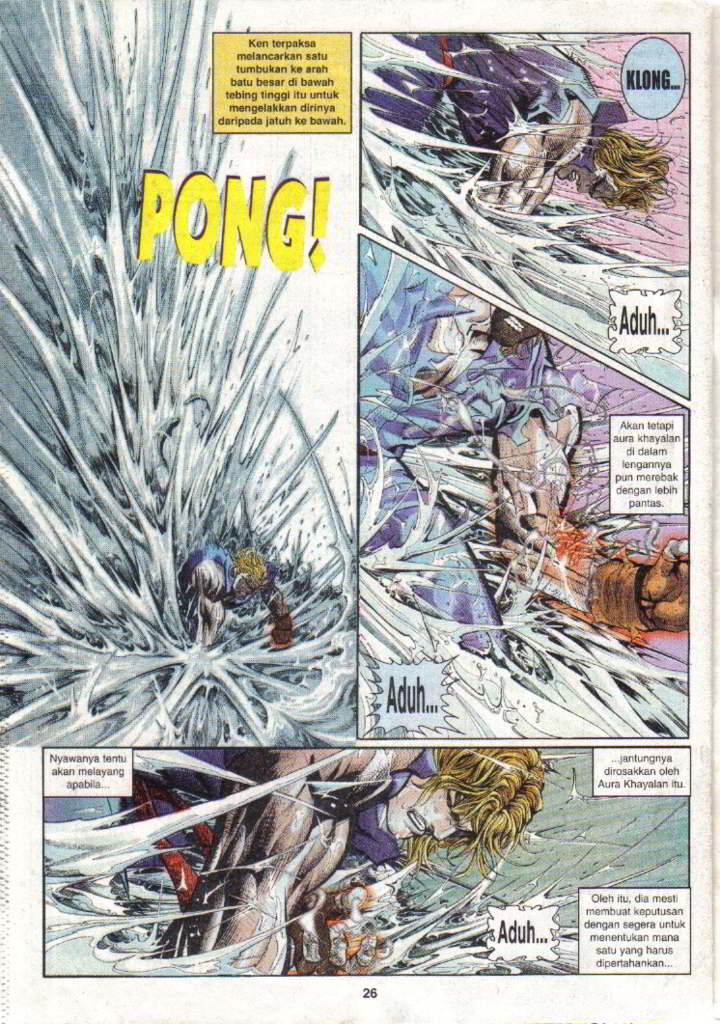 Ken terpaksa
melancarkan satu
tumbukan ke arah
batu besar di bawah
tebing tinggi itu untuk
mengelakkan dirinya
daripada jatuh ke bawah.
PONG!
KLONG...
Aduh...
Akan tetapi
aura khayalan
di dalam
lengannya
pun merebak
dengan lebih
pantas.
Aduh...
Nyawanya tentu
akan melayang
apabila...
...jantungnya
dirosakkan oleh
Aura Khayalan itu.
Aduh...
Oleh itu, dia mesti
membuat keputusan
dengan segera untuk
menentukan mana
satu yang harus
dipertahankan...
26